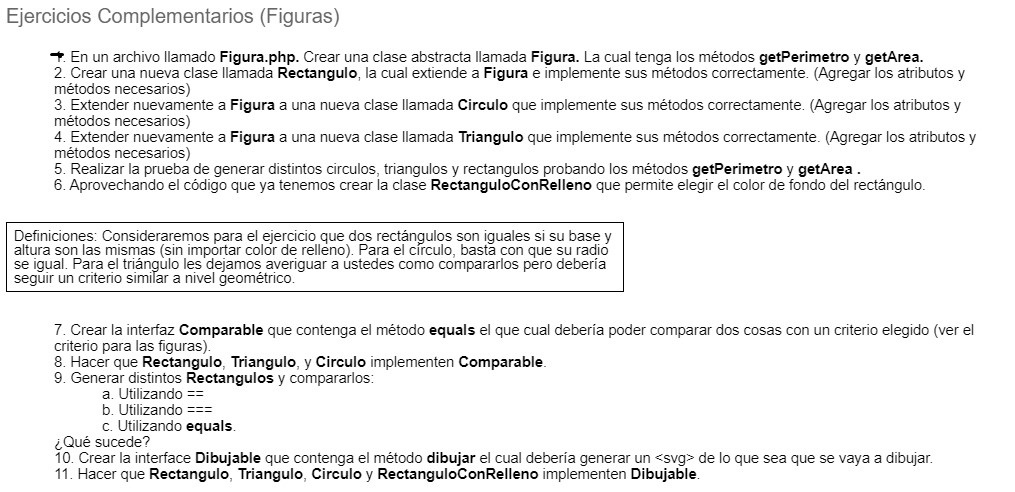 Ejercicios Complementarios (Figuras)
1. En un archivo llamado Figura.php. Crear una clase abstracta llamada Figura. La cual tenga los métodos getPerimetro y getArea.
2. Crear una nueva clase llamada Rectangulo, la cual extiende a Figura e implemente sus métodos correctamente. (Agregar los atributos y
métodos necesarios)
3. Extender nuevamente a Figura a una nueva clase llamada Circulo que implemente sus métodos correctamente. (Agregar los atributos y
métodos necesarios)
4. Extender nuevamente a Figura a una nueva clase llamada Triangulo que implemente sus métodos correctamente. (Agregar los atributos y
métodos necesarios)
5. Realizar la prueba de generar distintos circulos, triangulos y rectangulos probando los métodos getPerimetro y getArea .
6. Aprovechando el código que ya tenemos crear la clase RectanguloConRelleno que permite elegir el color de fondo del rectángulo.
Definiciones: Consideraremos para el ejercicio que dos rectángulos son iguales si su base y
altura son las mismas (sin importar color de relleno). Para el círculo, basta con que su radio
se igual. Para el triángulo les dejamos averiguar a ustedes como compararlos pero debería
seguir un criterio similar a nivel geométrico.
7. Crear la interfaz Comparable que contenga el método equals el que cual debería poder comparar dos cosas con un criterio elegido (ver el
criterio para las figuras).
8. Hacer que Rectangulo, Triangulo, y Circulo implementen Comparable.
9. Generar distintos Rectangulos y compararlos:
a. Utilizando ==
b. Utilizando ===
c. Utilizando equals.
¿Qué sucede?
10. Crear la interface Dibujable que contenga el método dibujar el cual debería generar un <svg> de lo que sea que se vaya a dibujar.
11. Hacer que Rectangulo, Triangulo, Circulo y RectanguloConRelleno implementen Dibujable.